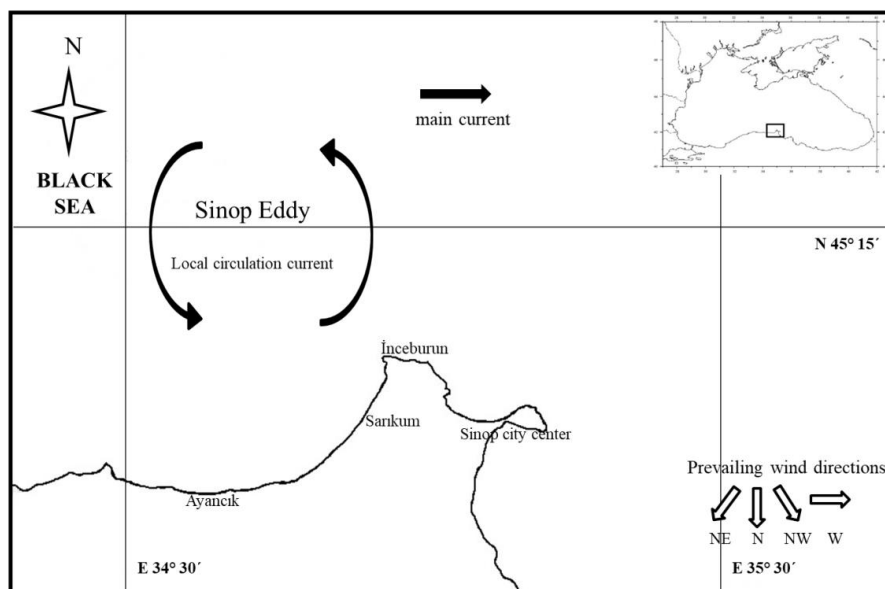 N
BLACK
SEA
main current
Sinop Eddy
Local circulation current
N 45° 15´
İnceburun
Sarıkum
Sinop city center
Ayancık
Prevailing wind directions
NE N NW W
E 34° 30´
E 35° 30´